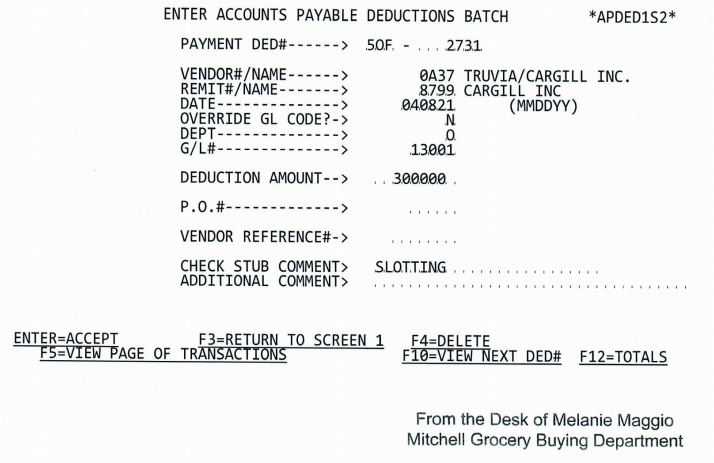 ENTER ACCOUNTS PAYABLE DEDUCTIONS BATCH *APDED1S2*
PAYMENT DED#------> 50F - ... 2731
VENDOR#/NAME------> 0A37 TRUVIA/CARGILL INC.
REMIT#/NAME-------> 8799 CARGILL INC
DATE--------------> 040821 (MMDDYY)
OVERRIDE GL CODE?-> N
DEPT--------------> 0
G/L#--------------> 13001
DEDUCTION AMOUNT--> ..300000.
P.O.#-------------> ......
VENDOR REFERENCE#-> ........
CHECK STUB COMMENT> SLOTTING.................
ADDITIONAL COMMENT> ...................................
ENTER=ACCEPT F3=RETURN TO SCREEN 1 F4=DELETE
F5=VIEW PAGE OF TRANSACTIONS F10=VIEW NEXT DED# F12=TOTALS
From the Desk of Melanie Maggio
Mitchell Grocery Buying Department